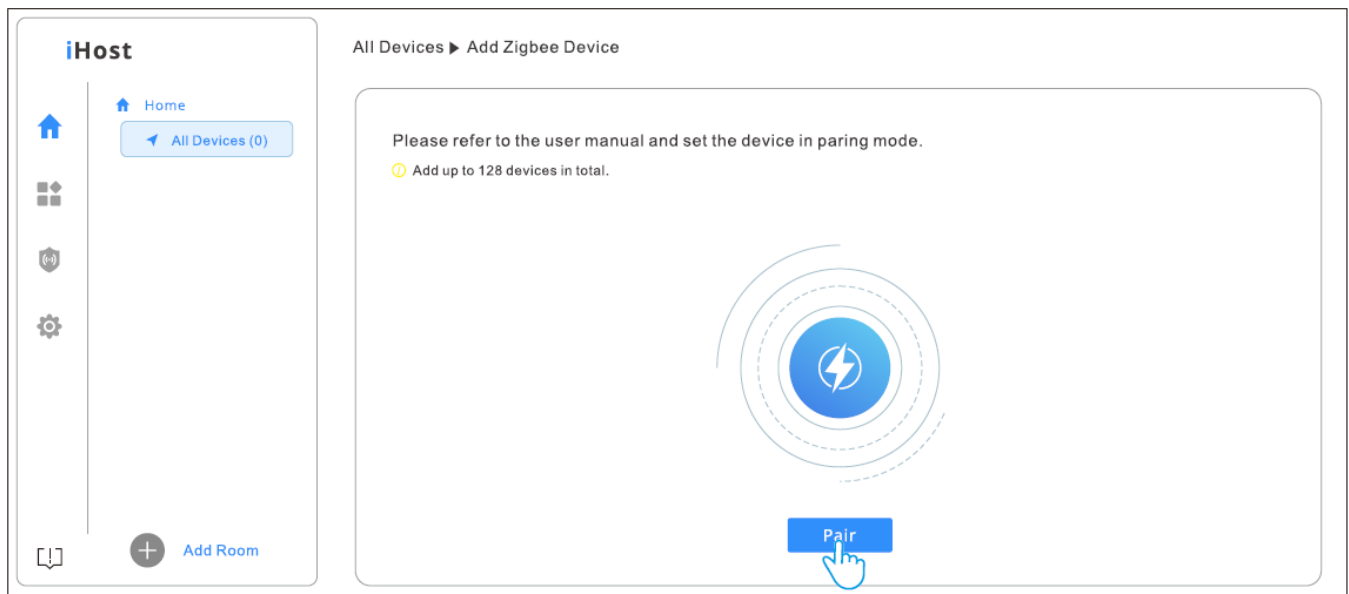 iHost
All Devices ▶ Add Zigbee Device
Home
All Devices (0)
Please refer to the user manual and set the device in paring mode.
Add up to 128 devices in total.
Pair
Add Room